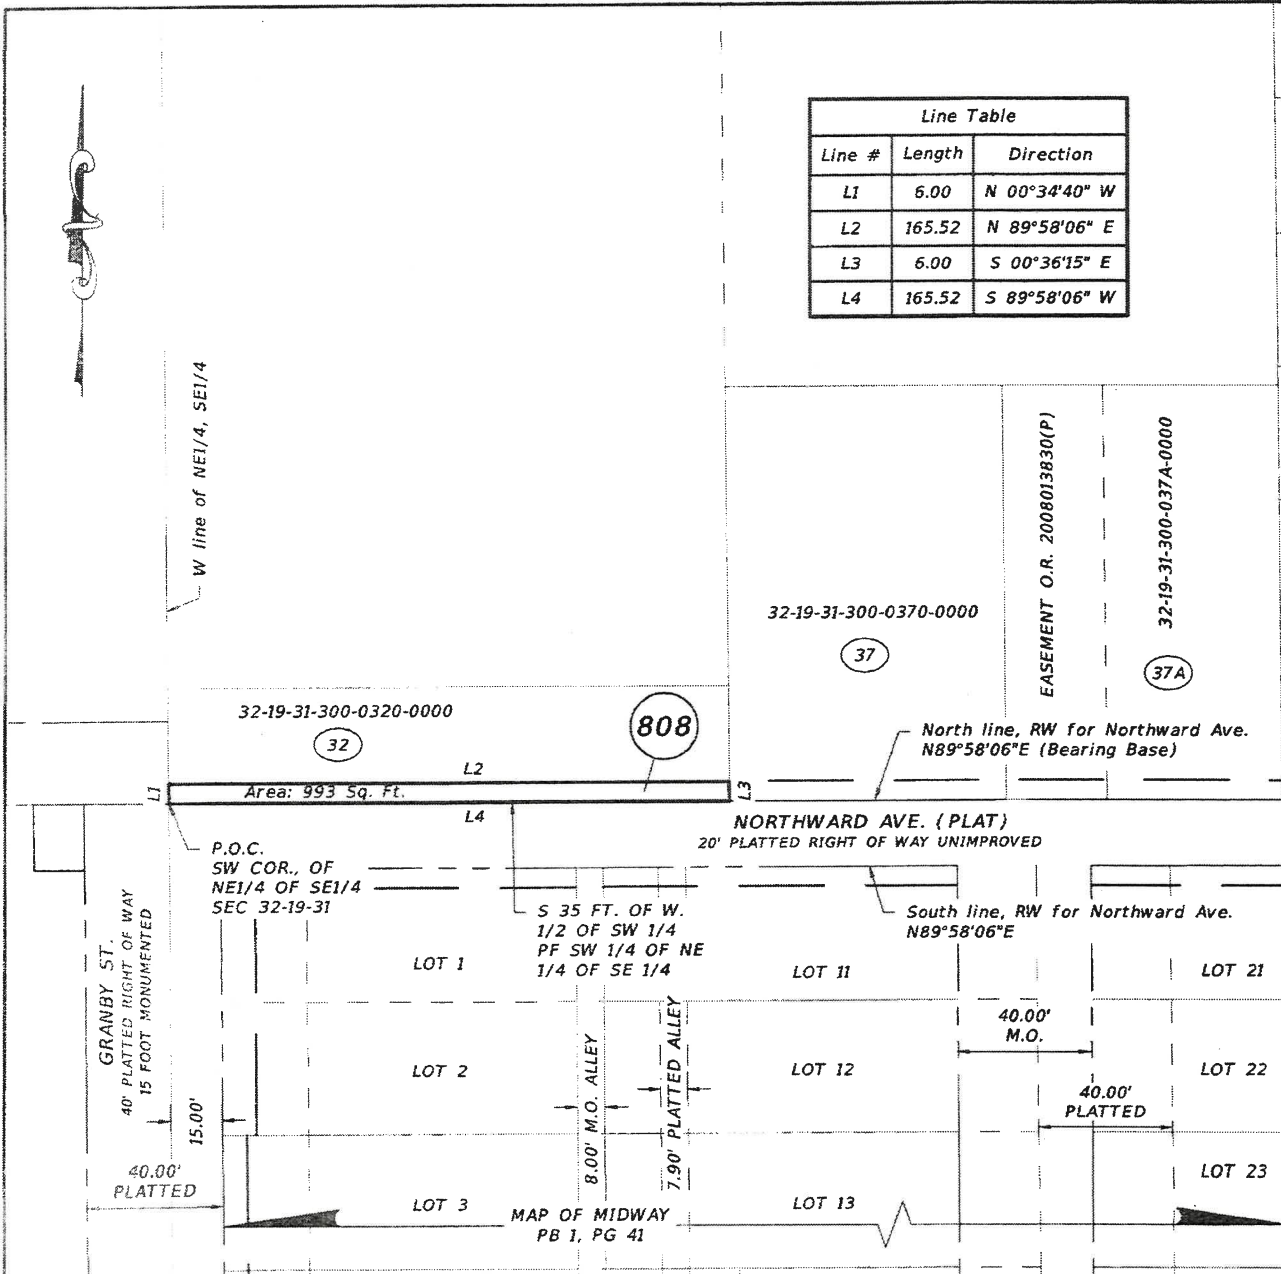 Line Table
Line # Length Direction
L1 6.00 N 00°34'40" W
L2 165.52 N 89°58'06" E
L3 6.00 S 00°36'15" E
L4 165.52 S 89°58'06" W
W line of NE1/4, SE1/4
EASEMENT O.R. 2008013830(P)
32-19-31-300-037A-0000
32-19-31-300-0370-0000
37
37A
32-19-31-300-0320-0000
32
808
North line, RW for Northward Ave.
N89°58'06"E (Bearing Base)
L1
L2
L3
Area: 993 Sq. Ft.
L4
NORTHWARD AVE. (PLAT)
20' PLATTED RIGHT OF WAY UNIMPROVED
P.O.C.
SW COR., OF
NE1/4 OF SE1/4
SEC 32-19-31
S 35 FT. OF W.
1/2 OF SW 1/4
PF SW 1/4 OF NE
1/4 OF SE 1/4
South line, RW for Northward Ave.
N89°58'06"E
GRANBY ST.
40' PLATTED RIGHT OF WAY
15 FOOT MONUMENTED
LOT 1
LOT 11
LOT 21
40.00'
M.O.
LOT 2
LOT 12
LOT 22
8.00' M.O. ALLEY
7.90' PLATTED ALLEY
40.00'
PLATTED
15.00'
40.00'
PLATTED
LOT 3
LOT 13
LOT 23
MAP OF MIDWAY
PB 1, PG 41